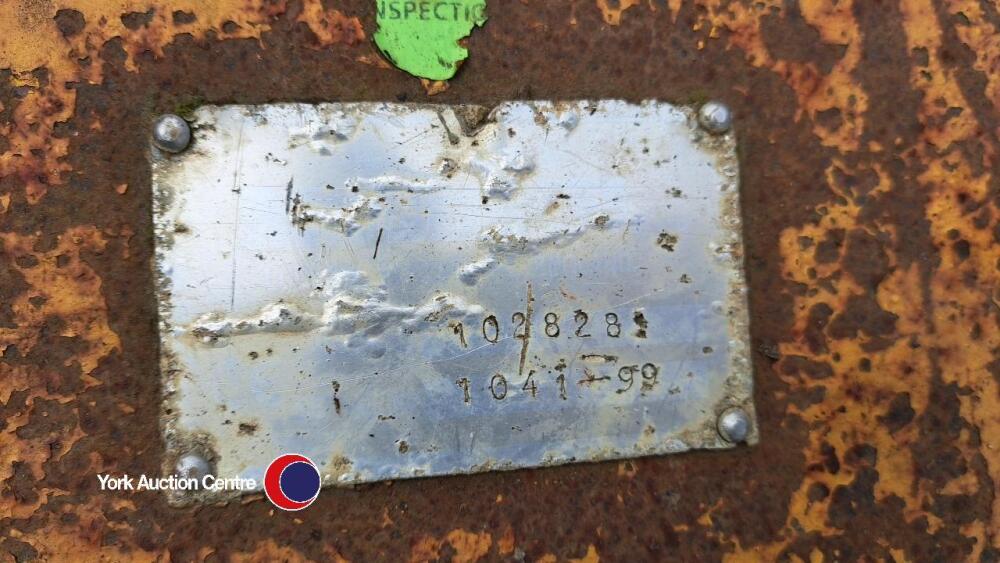 NSPECTIO
102828
1041-99
York Auction Centre